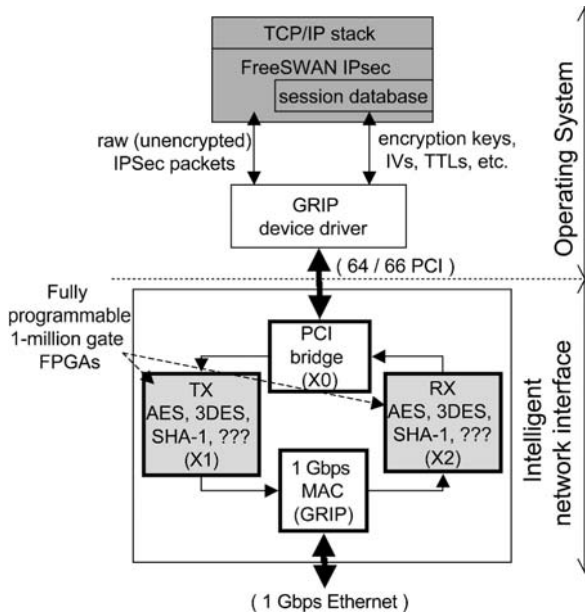 TCP/IP stack
FreeSWAN IPsec
session database
raw (unencrypted)
IPSec packets
encryption keys,
IVs, TTLs, etc.
GRIP
device driver
( 64 / 66 PCI )
Operating System
Fully
programmable
1-million gate
FPGAs
PCI
bridge
(X0)
TX
AES, 3DES,
SHA-1, ???
(X1)
RX
AES, 3DES,
SHA-1, ???
(X2)
1 Gbps
MAC
(GRIP)
Intelligent
network interface
( 1 Gbps Ethernet )